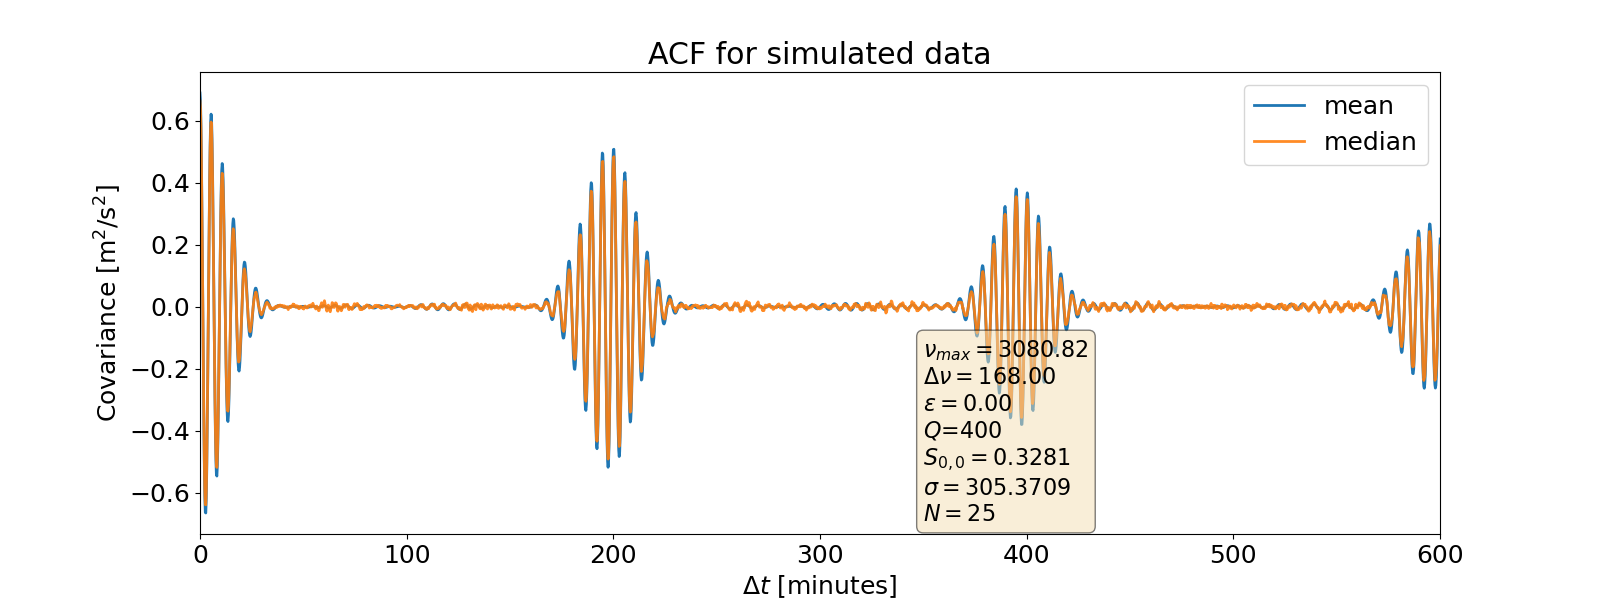 ACF for simulated data
mean
median
Covariance [m²/s²]
0.6
0.4
0.2
0.0
−0.2
−0.4
−0.6
ν_max = 3080.82
Δν = 168.00
ε = 0.00
Q=400
S_0,0 = 0.3281
σ = 305.3709
N = 25
0 100 200 300 400 500 600
Δt [minutes]